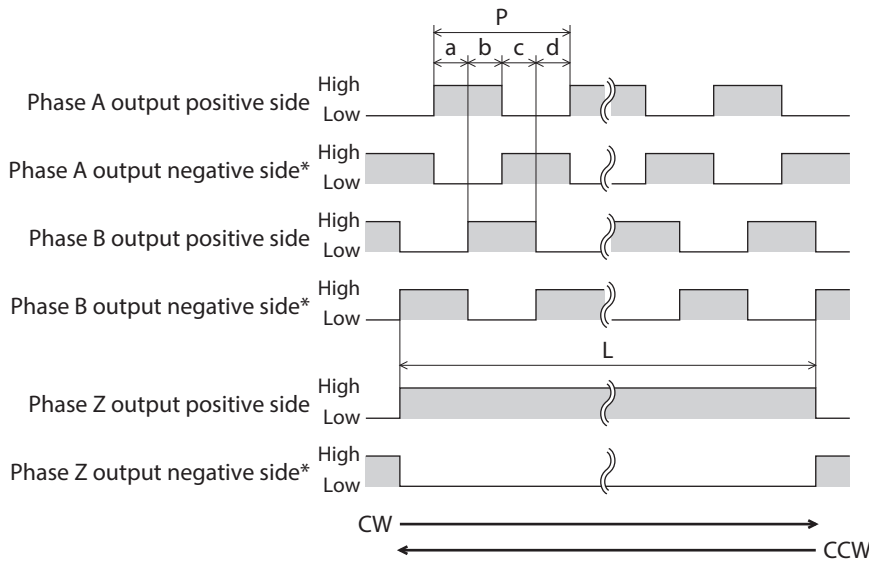 P
a b c d
High
Phase A output positive side
Low
High
Phase A output negative side*
Low
High
Phase B output positive side
Low
High
Phase B output negative side*
Low
L
High
Phase Z output positive side
Low
High
Phase Z output negative side*
Low
CW
CCW